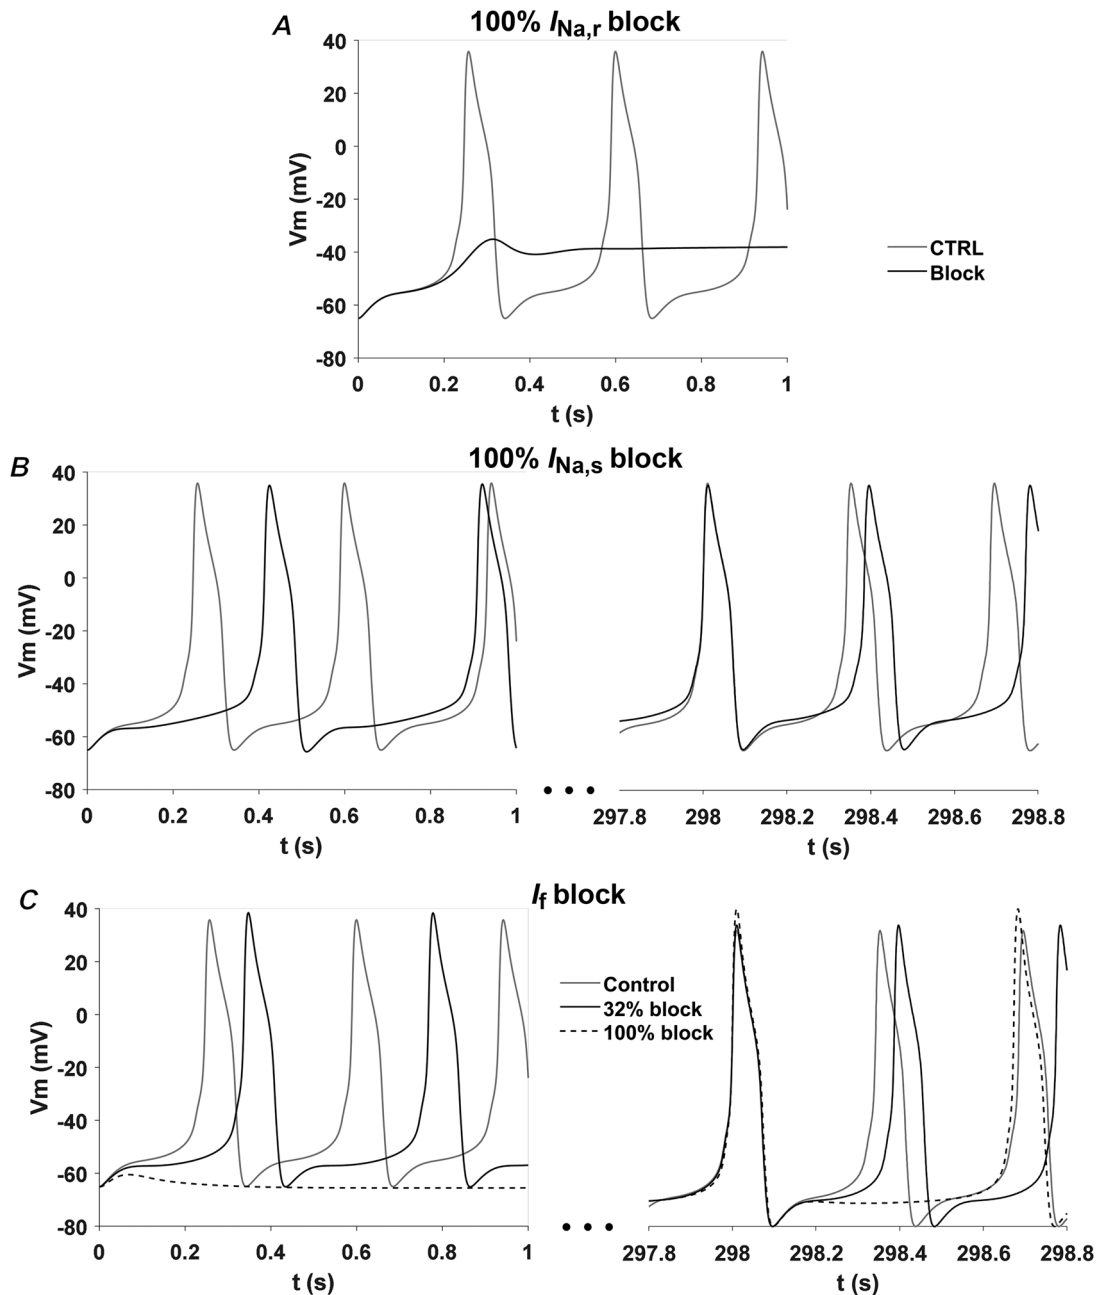 A
100% INa,r block
40
20
0
-20
-40
-60
-80
Vm (mV)
0 0.2 0.4 0.6 0.8 1
t (s)
CTRL
Block
B
100% INa,s block
40
20
0
-20
-40
-60
-80
Vm (mV)
0 0.2 0.4 0.6 0.8 1
t (s)
• • •
297.8 298 298.2 298.4 298.6 298.8
t (s)
C
If block
40
20
0
-20
-40
-60
-80
Vm (mV)
0 0.2 0.4 0.6 0.8 1
t (s)
Control
32% block
100% block
• • •
297.8 298 298.2 298.4 298.6 298.8
t (s)